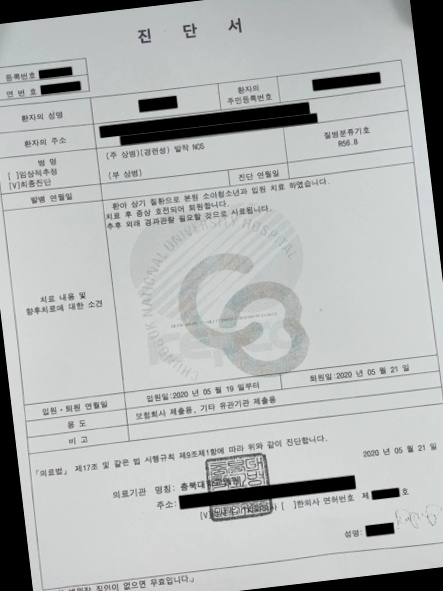 진 단 서
등록번호
연 번 호
환자의 성명
환자의
주민등록번호
환자의 주소
병 명
[ ]임상적추정
[V]최종진단
(주 상병)(경련성) 발작 NOS
(부 상병)
질병분류기호
R56.8
발병 연월일
진단 연월일
치료 내용 및
향후치료에 대한 소견
환아 상기 질환으로 본원 소아청소년과 입원 치료 하였습니다.
치료 후 증상 호전되어 퇴원합니다.
추후 외래 경과관찰 필요할 것으로 사료됩니다.
CHUNGBUK NATIONAL UNIVERSITY HOSPITAL
입원ㆍ퇴원 연월일
입원일:2020 년 05 월 19 일부터
퇴원일:2020 년 05 월 21 일
용 도
보험회사 제출용, 기타 유관기관 제출용
비 고
「의료법」 제17조 및 같은 법 시행규칙 제9조제1항에 따라 위와 같이 진단합니다.
2020 년 05 월 21 일
의료기관 명칭: 충북대
주소:
[V] [ ]한의사 면허번호 제 호
성명:
직인이 없으면 무효입니다.」